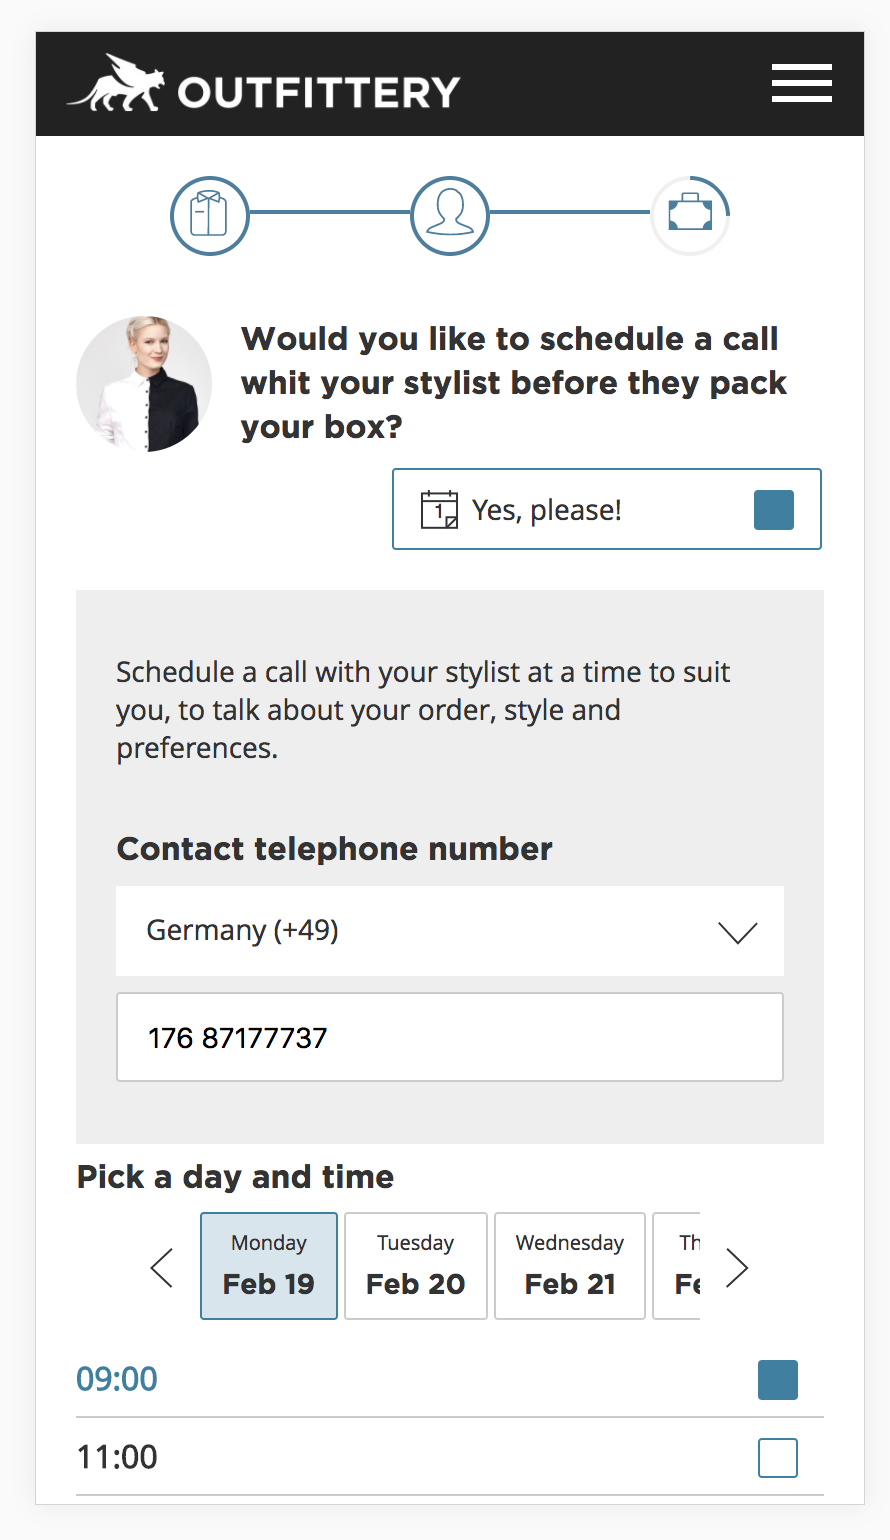 OUTFITTERY
Would you like to schedule a call
whit your stylist before they pack
your box?
1 Yes, please!
Schedule a call with your stylist at a time to suit
you, to talk about your order, style and
preferences.
Contact telephone number
Germany (+49)
176 87177737
Pick a day and time
Monday Tuesday Wednesday Th
Feb 19 Feb 20 Feb 21 Fe
09:00
11:00